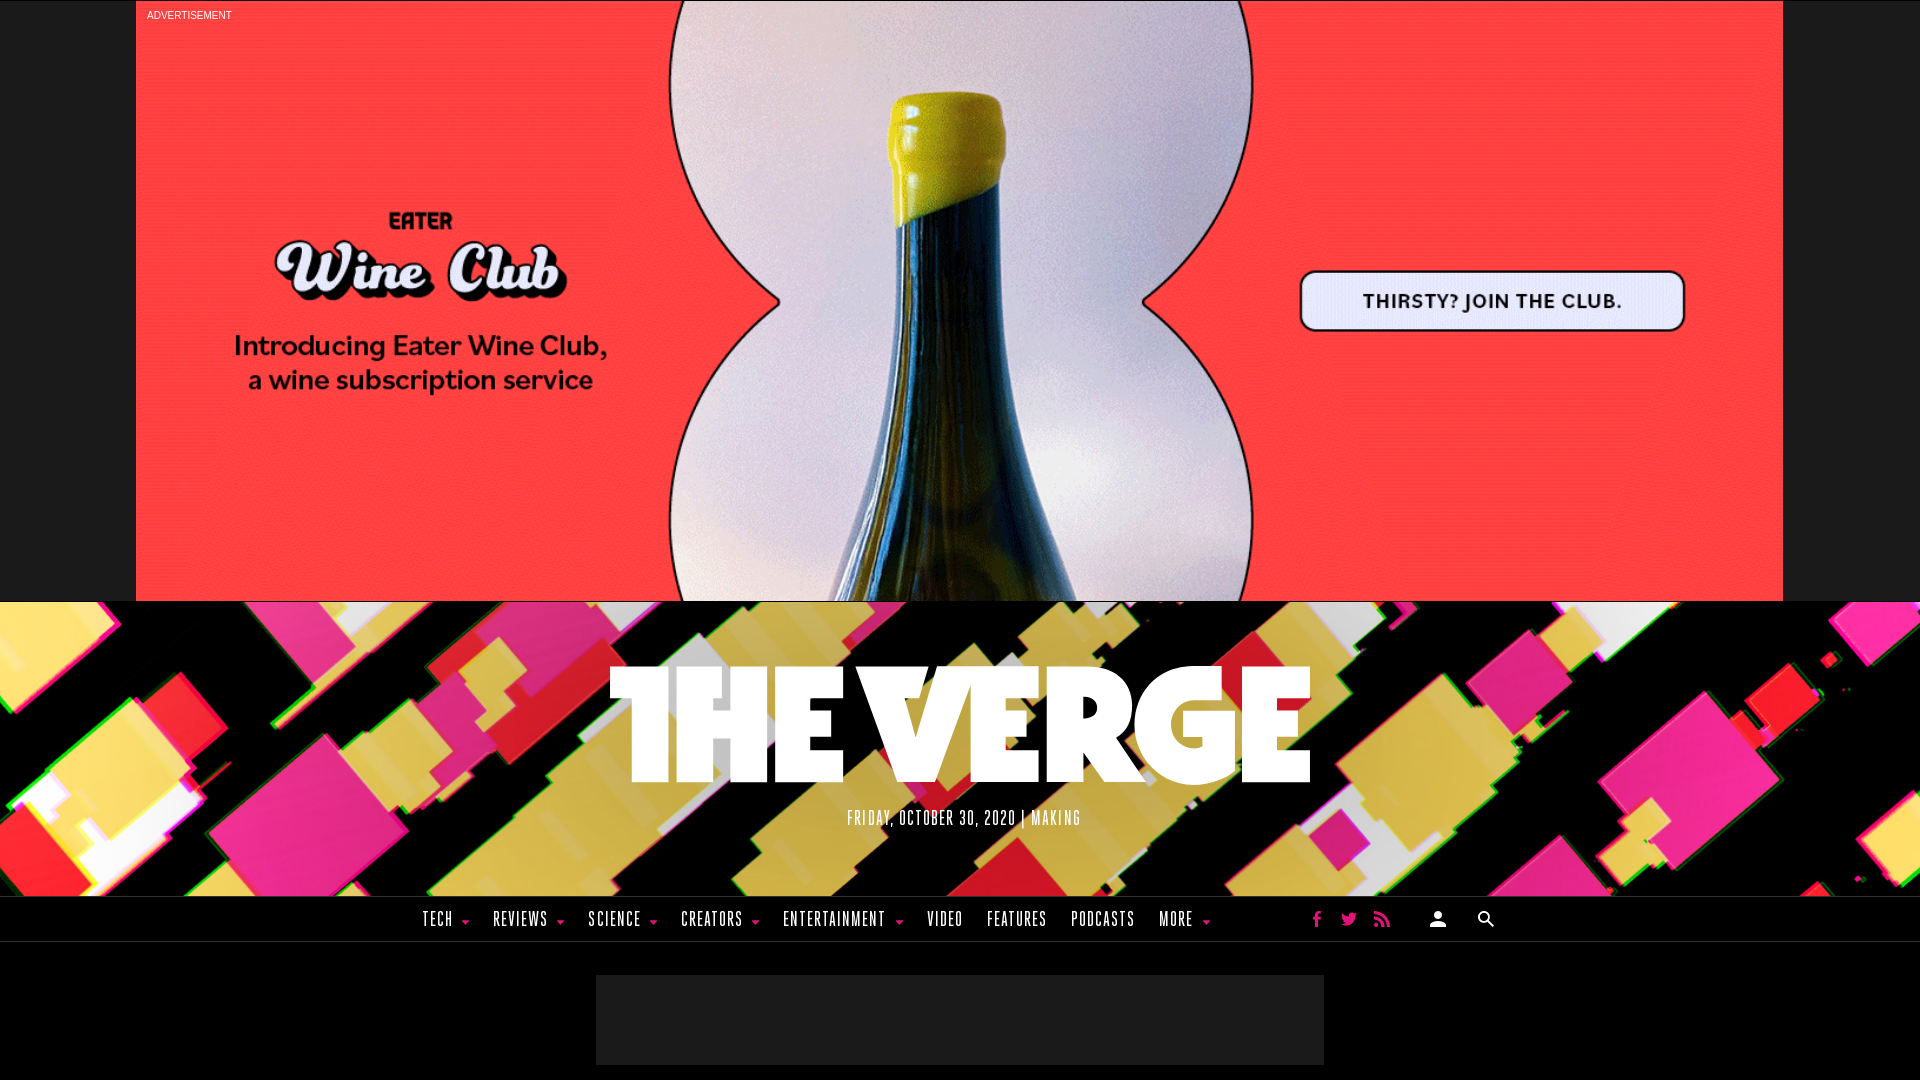 ADVERTISEMENT
EATER
Wine Club
Introducing Eater Wine Club,
a wine subscription service
THIRSTY? JOIN THE CLUB.
THE VERGE
FRIDAY, OCTOBER 30, 2020 | MAKING
TECH REVIEWS SCIENCE CREATORS ENTERTAINMENT VIDEO FEATURES PODCASTS MORE